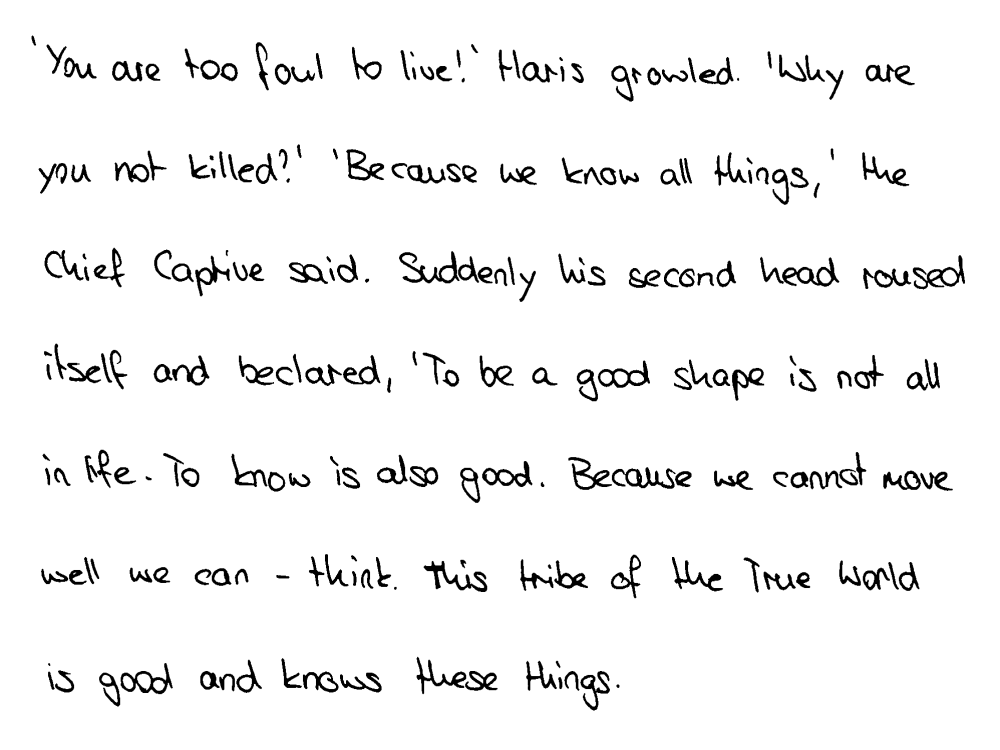 'You are too foul to live!' Haris growled. 'Why are
you not killed?' 'Because we know all things,' the
Chief Captive said. Suddenly his second head roused
itself and beclared, 'To be a good shape is not all
in life. To know is also good. Because we cannot move
well we can - think. This tribe of the True World
is good and knows these things.